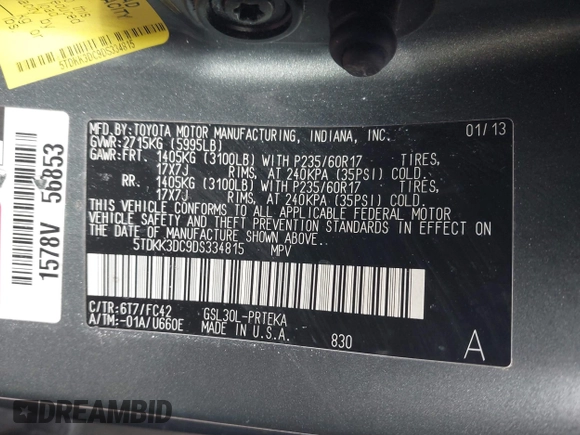 5TDKK3DC9DS334815
1578V 56853
MFD.BY:TOYOTA MOTOR MANUFACTURING, INDIANA, INC. 01/13
GVWR:2715KG (5995LB)
GAWR:FRT. 1405KG (3100LB) WITH P235/60R17 TIRES,
17X7J RIMS, AT 240KPA (35PSI) COLD.
RR. 1405KG (3100LB) WITH P235/60R17 TIRES,
17X7J RIMS, AT 240KPA (35PSI) COLD.
THIS VEHICLE CONFORMS TO ALL APPLICABLE FEDERAL MOTOR
VEHICLE SAFETY AND THEFT PREVENTION STANDARDS IN EFFECT ON
THE DATE OF MANUFACTURE SHOWN ABOVE.
5TDKK3DC9DS334815 MPV
C/TR:6T7/FC42 GSL30L-PRTEKA
A/TM:-01A/U660E MADE IN U.S.A. 830 A
DREAMBID